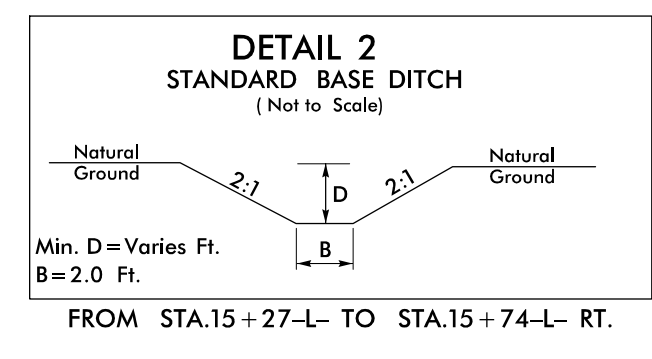 DETAIL 2
STANDARD BASE DITCH
(Not to Scale)
Natural
Ground
2:1
D
2:1
Natural
Ground
B
Min. D=Varies Ft.
B=2.0 Ft.
FROM STA.15+27-L- TO STA.15+74-L- RT.